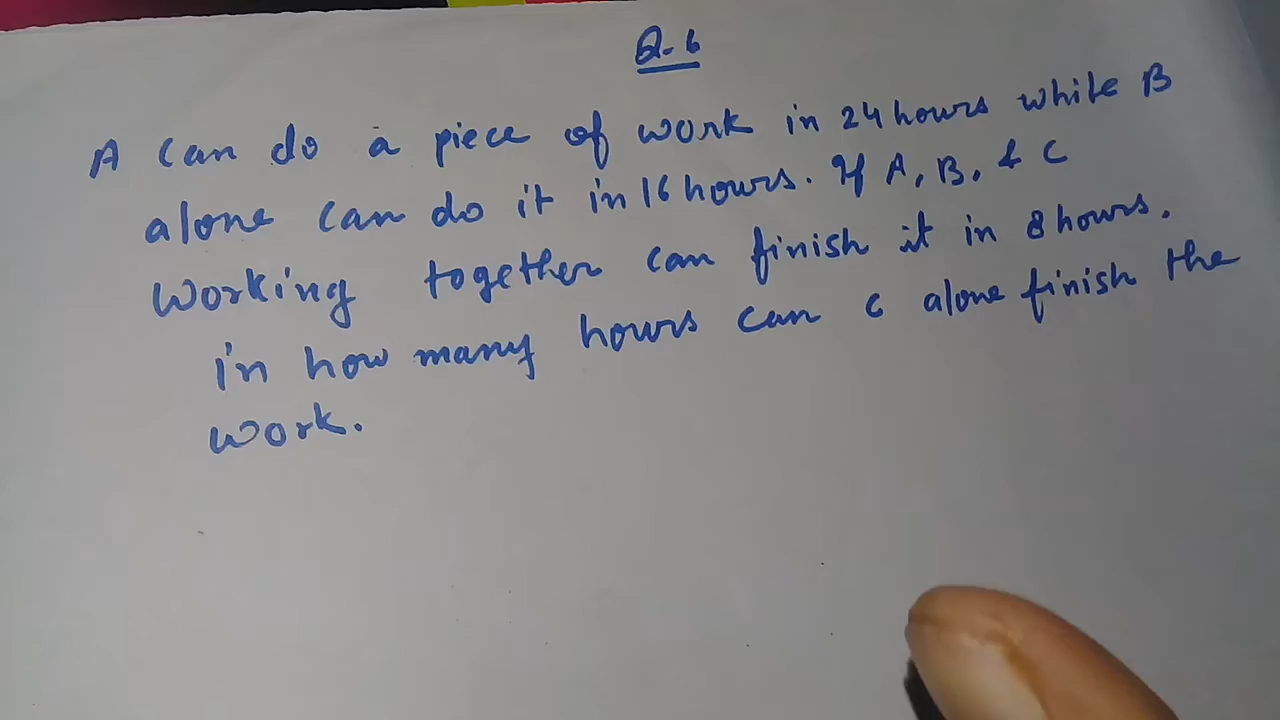 Q-6
A can do a piece of work in 24 hours while B
alone can do it in 16 hours. If A, B, & C
working together can finish it in 8 hours.
in how many hours can C alone finish the
work.